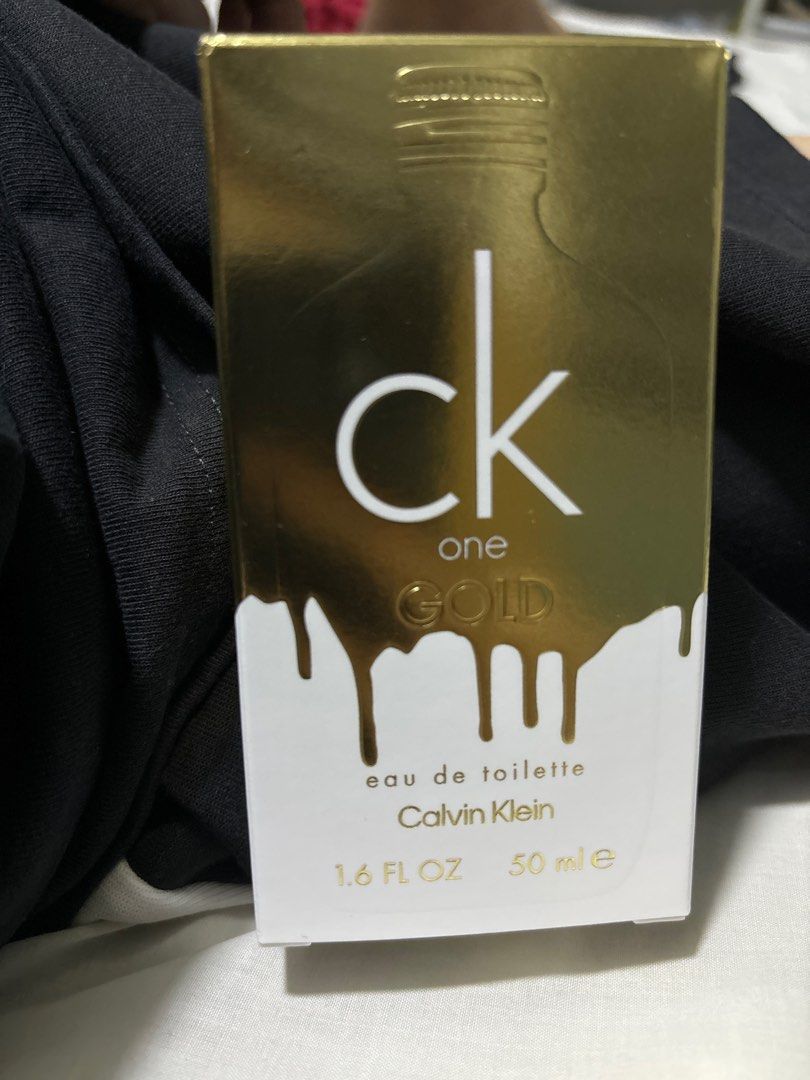 ck
one
GOLD
eau de toilette
Calvin Klein
1.6 FL OZ 50 ml e